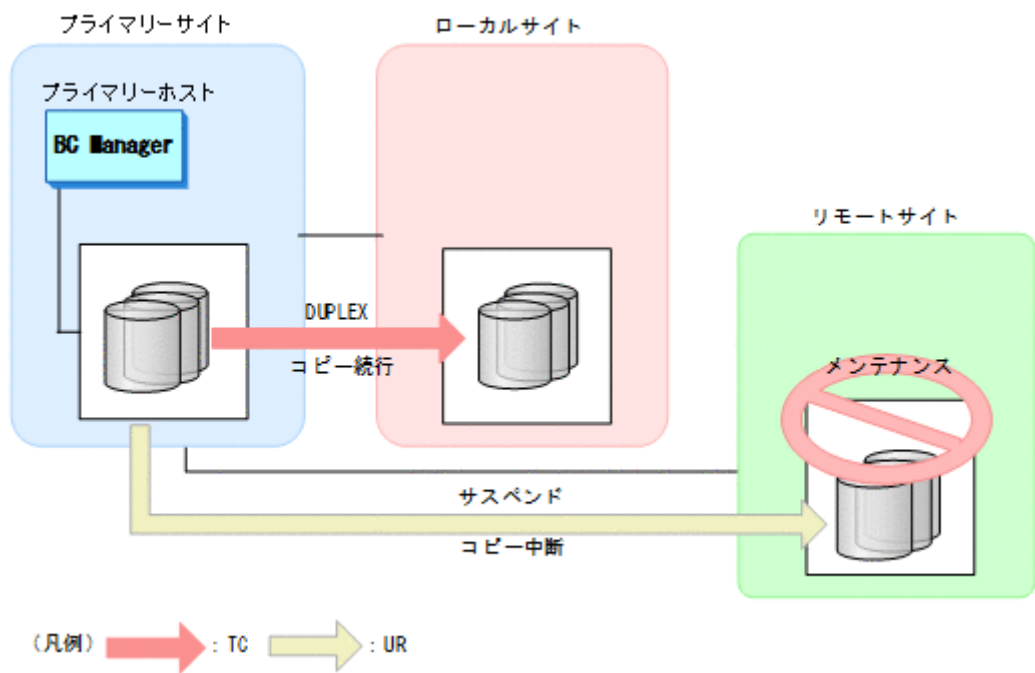 プライマリーサイト
ローカルサイト
プライマリーホスト
BC Manager
リモートサイト
DUPLEX
コピー続行
メンテナンス
サスペンド
コピー中断
(凡例) : TC : UR